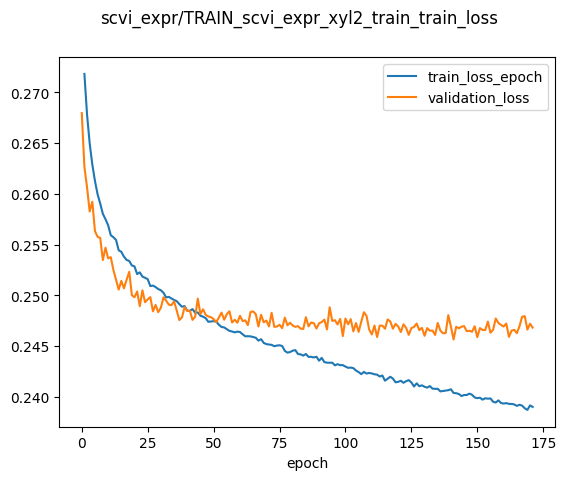 scvi_expr/TRAIN_scvi_expr_xyl2_train_train_loss
train_loss_epoch
validation_loss
0.270
0.265
0.260
0.255
0.250
0.245
0.240
0 25 50 75 100 125 150 175
epoch